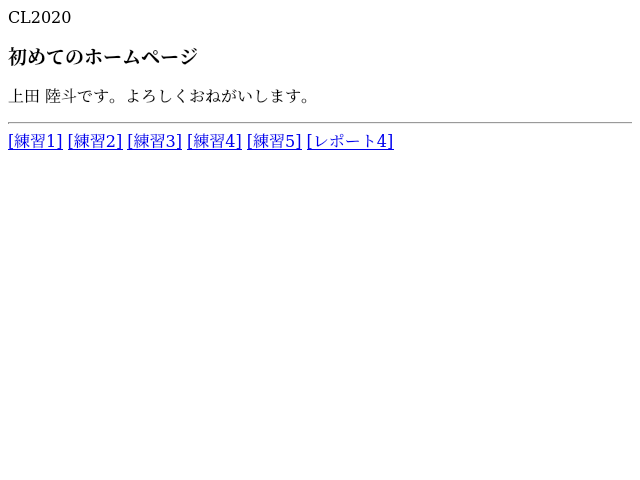 CL2020
初めてのホームページ
上田 陸斗です。よろしくおねがいします。
[練習1] [練習2] [練習3] [練習4] [練習5] [レポート4]